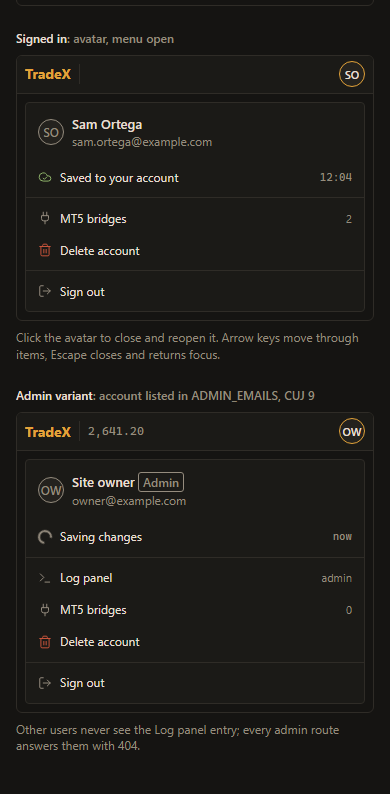 Signed in: avatar, menu open
TradeX
SO
SO
Sam Ortega
sam.ortega@example.com
Saved to your account 12:04
MT5 bridges 2
Delete account
Sign out
Click the avatar to close and reopen it. Arrow keys move through
items, Escape closes and returns focus.
Admin variant: account listed in ADMIN_EMAILS, CUJ 9
TradeX 2,641.20
OW
OW
Site owner Admin
owner@example.com
Saving changes now
Log panel admin
MT5 bridges 0
Delete account
Sign out
Other users never see the Log panel entry; every admin route
answers them with 404.